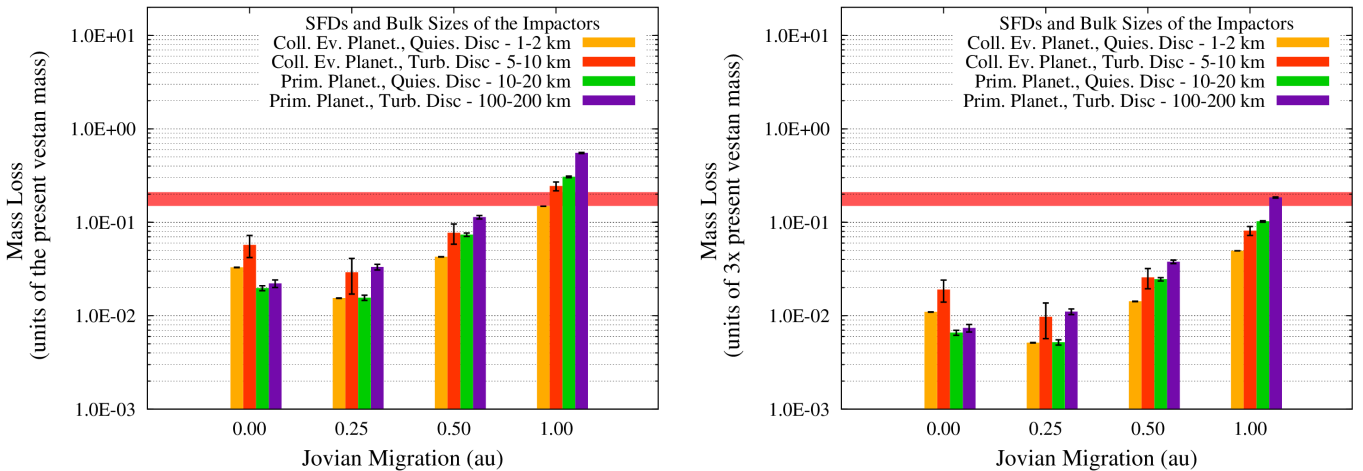 SFDs and Bulk Sizes of the Impactors
Coll. Ev. Planet., Quies. Disc - 1-2 km
Coll. Ev. Planet., Turb. Disc - 5-10 km
Prim. Planet., Quies. Disc - 10-20 km
Prim. Planet., Turb. Disc - 100-200 km
1.0E+01
1.0E+00
1.0E-01
1.0E-02
1.0E-03
Mass Loss
(units of the present vestan mass)
0.00 0.25 0.50 1.00
Jovian Migration (au)
SFDs and Bulk Sizes of the Impactors
Coll. Ev. Planet., Quies. Disc - 1-2 km
Coll. Ev. Planet., Turb. Disc - 5-10 km
Prim. Planet., Quies. Disc - 10-20 km
Prim. Planet., Turb. Disc - 100-200 km
1.0E+01
1.0E+00
1.0E-01
1.0E-02
1.0E-03
Mass Loss
(units of 3x present vestan mass)
0.00 0.25 0.50 1.00
Jovian Migration (au)